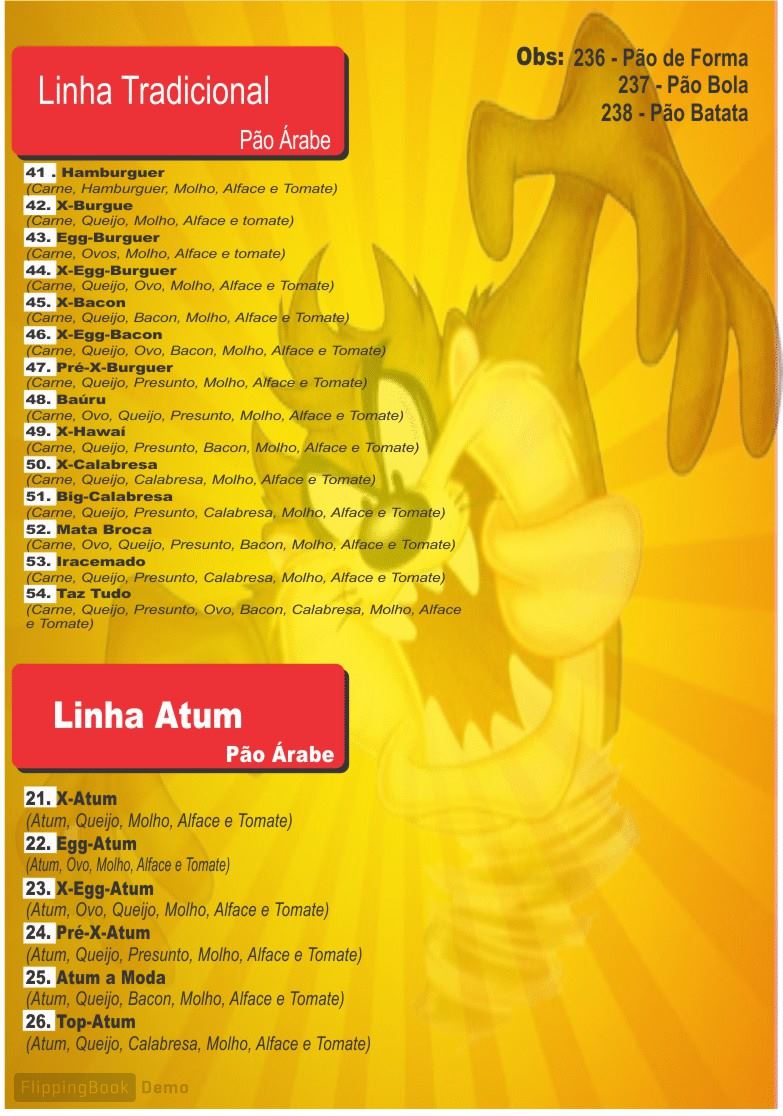 Linha Tradicional
Pão Árabe
Obs: 236 - Pão de Forma
237 - Pão Bola
238 - Pão Batata
41 . Hamburguer
(Carne, Hamburguer, Molho, Alface e Tomate)
42. X-Burgue
(Carne, Queijo, Molho, Alface e tomate)
43. Egg-Burguer
(Carne, Ovos, Molho, Alface e tomate)
44. X-Egg-Burguer
(Carne, Queijo, Ovo, Molho, Alface e Tomate)
45. X-Bacon
(Carne, Queijo, Bacon, Molho, Alface e Tomate)
46. X-Egg-Bacon
(Carne, Queijo, Ovo, Bacon, Molho, Alface e Tomate)
47. Pré-X-Burguer
(Carne, Queijo, Presunto, Molho, Alface e Tomate)
48. Baúru
(Carne, Ovo, Queijo, Presunto, Molho, Alface e Tomate)
49. X-Hawaí
(Carne, Queijo, Presunto, Bacon, Molho, Alface e Tomate)
50. X-Calabresa
(Carne, Queijo, Calabresa, Molho, Alface e Tomate)
51. Big-Calabresa
(Carne, Queijo, Presunto, Calabresa, Molho, Alface e Tomate)
52. Mata Broca
(Carne, Ovo, Queijo, Presunto, Bacon, Molho, Alface e Tomate)
53. Iracemado
(Carne, Queijo, Presunto, Calabresa, Molho, Alface e Tomate)
54. Taz Tudo
(Carne, Queijo, Presunto, Ovo, Bacon, Calabresa, Molho, Alface
e Tomate)
Linha Atum
Pão Árabe
21. X-Atum
(Atum, Queijo, Molho, Alface e Tomate)
22. Egg-Atum
(Atum, Ovo, Molho, Alface e Tomate)
23. X-Egg-Atum
(Atum, Ovo, Queijo, Molho, Alface e Tomate)
24. Pré-X-Atum
(Atum, Queijo, Presunto, Molho, Alface e Tomate)
25. Atum a Moda
(Atum, Queijo, Bacon, Molho, Alface e Tomate)
26. Top-Atum
(Atum, Queijo, Calabresa, Molho, Alface e Tomate)
FlippingBook Demo